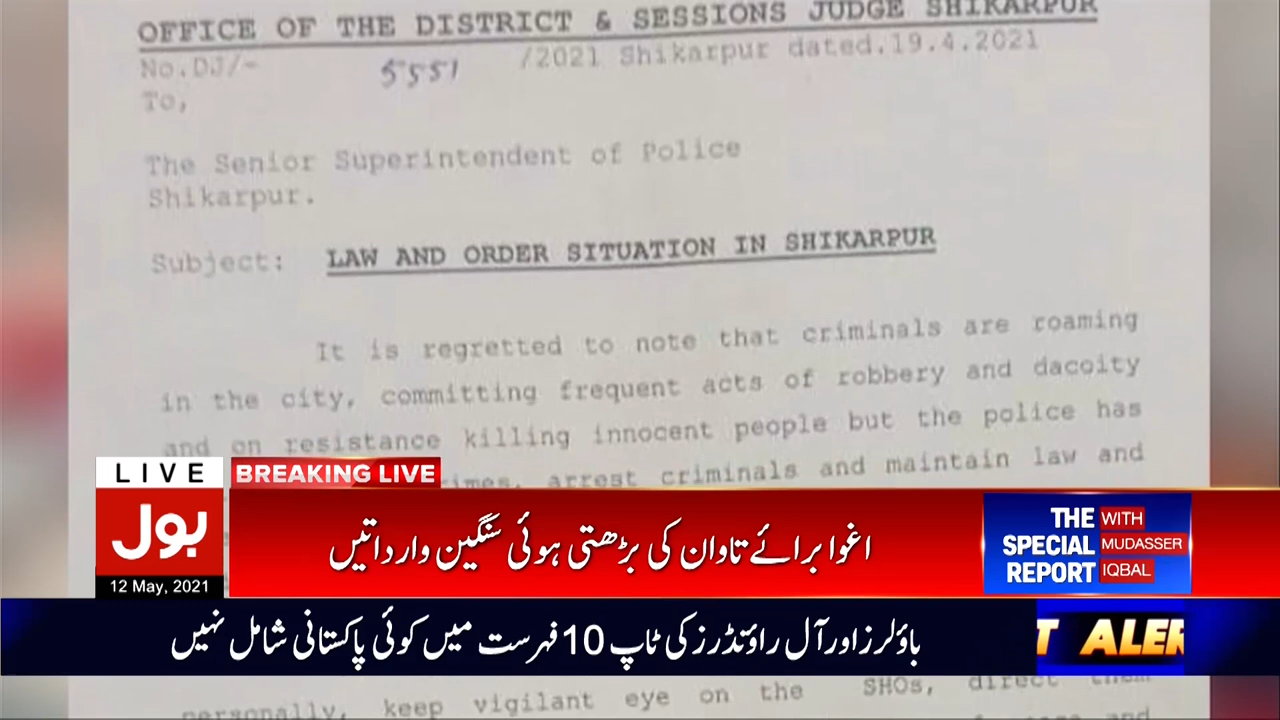 OFFICE OF THE DISTRICT & SESSIONS JUDGE SHIKARPUR
No.DJ/- 5551 /2021 Shikarpur dated.19.4.2021
To,
The Senior Superintendent of Police
Shikarpur.
Subject: LAW AND ORDER SITUATION IN SHIKARPUR
It is regretted to note that criminals are roaming
in the city, committing frequent acts of robbery and dacoity
and on resistance killing innocent people but the police has
arrest criminals and maintain law and
LIVE
BREAKING LIVE
بول
12 May, 2021
اغوا برائے تاوان کی بڑھتی ہوئی سنگین وارداتیں
THE SPECIAL REPORT
WITH MUDASSER IQBAL
باؤلرز اور آل راؤنڈرز کی ٹاپ 10 فہرست میں کوئی پاکستانی شامل نہیں
T ALER
personally, keep vigilant eye on the SHOs, direct them
and